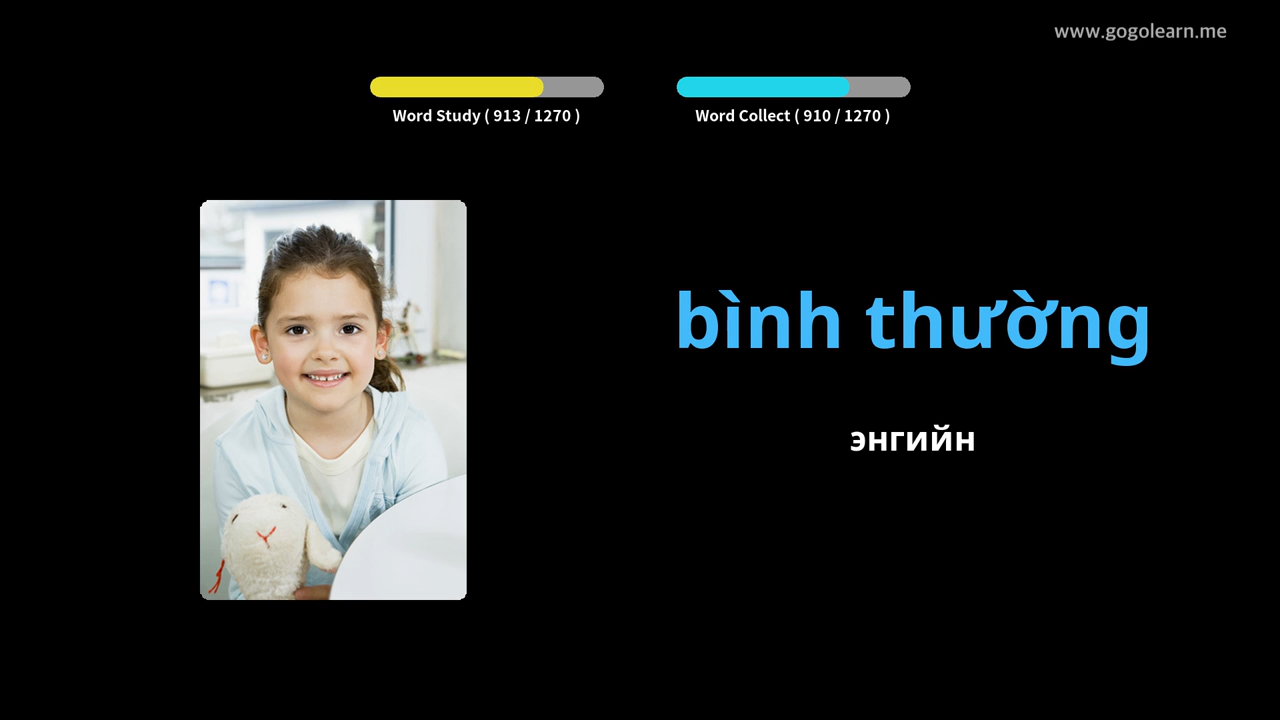 www.gogolearn.me
Word Study ( 913 / 1270 )
Word Collect ( 910 / 1270 )
bình thường
энгийн